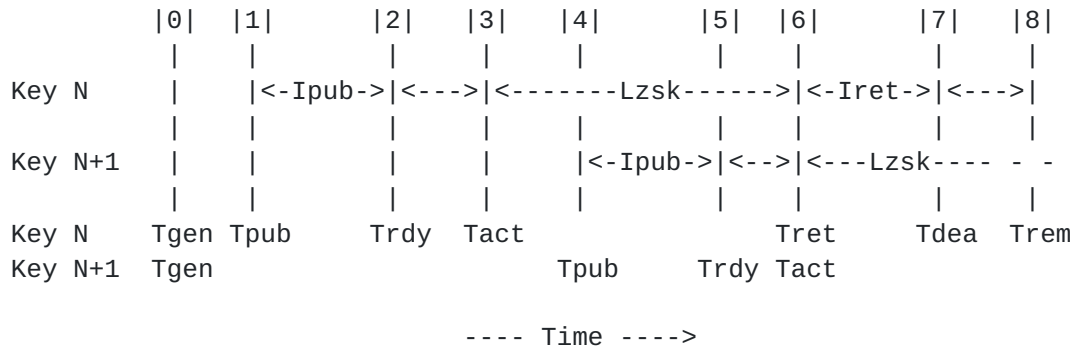 |0|  |1|      |2|   |3|   |4|      |5|  |6|      |7|   |8|
          |    |        |     |     |        |    |        |     |
Key N     |    |<-Ipub->|<--->|<-------Lzsk------>|<-Iret->|<--->|
          |    |        |     |     |        |    |        |     |
Key N+1   |    |        |     |     |<-Ipub->|<-->|<---Lzsk---- - -
          |    |        |     |     |        |    |        |     |
Key N    Tgen Tpub     Trdy  Tact                Tret     Tdea  Trem
Key N+1  Tgen                      Tpub     Trdy Tact

                             ---- Time ---->